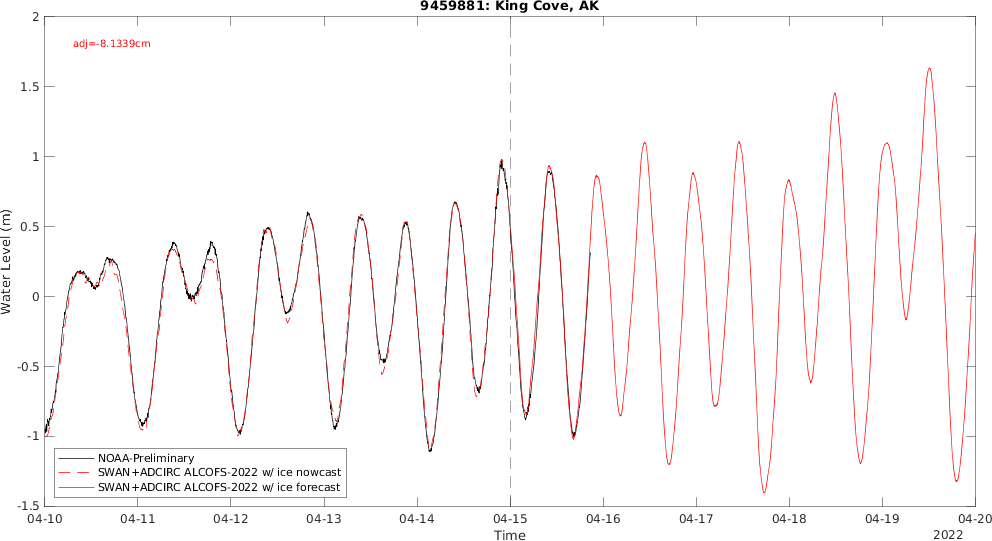 9459881: King Cove, AK
adj=-8.1339cm
Water Level (m)
2
1.5
1
0.5
0
-0.5
-1
-1.5
NOAA-Preliminary
SWAN+ADCIRC ALCOFS-2022 w/ ice nowcast
SWAN+ADCIRC ALCOFS-2022 w/ ice forecast
04-10 04-11 04-12 04-13 04-14 04-15 04-16 04-17 04-18 04-19 04-20
Time
2022